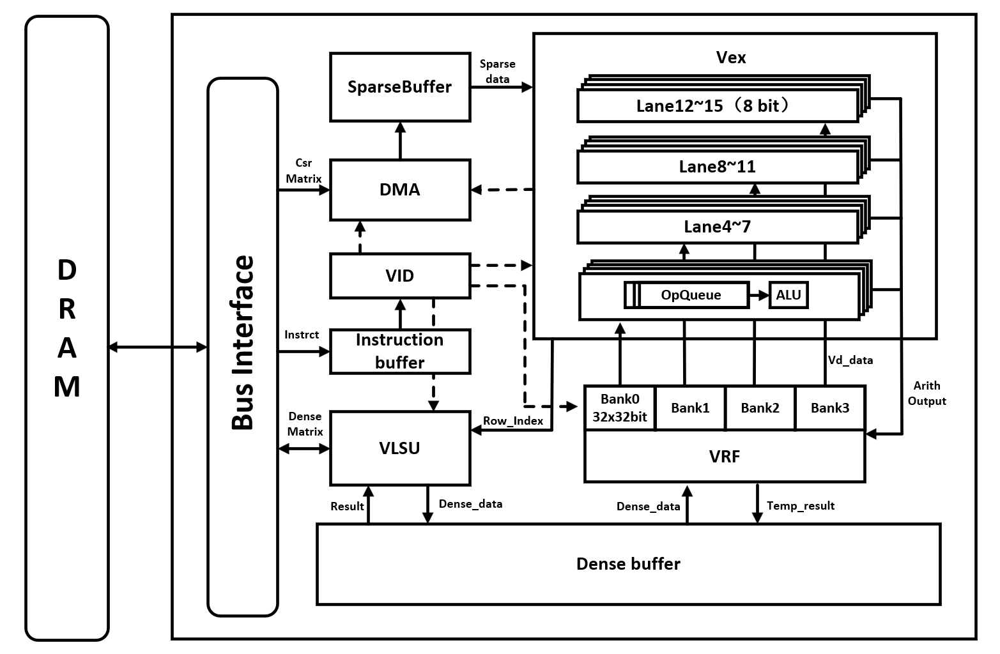 D
R
A
M
Bus Interface
SparseBuffer
Sparse
data
Vex
Lane12~15（8 bit）
Csr
Matrix
DMA
Lane8~11
Lane4~7
VID
OpQueue
ALU
Instrct
Instruction
buffer
Vd_data
Arith
Output
Bank0
32x32bit
Bank1
Bank2
Bank3
Dense
Matrix
VLSU
Row_Index
VRF
Result
Dense_data
Dense_data
Temp_result
Dense buffer